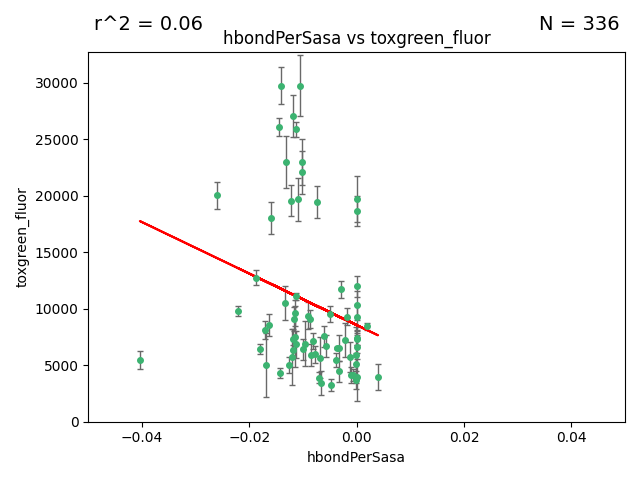 r^2 = 0.06
N = 336
hbondPerSasa vs toxgreen_fluor
30000
25000
20000
15000
10000
5000
0
toxgreen_fluor
−0.04
−0.02
0.00
0.02
0.04
hbondPerSasa